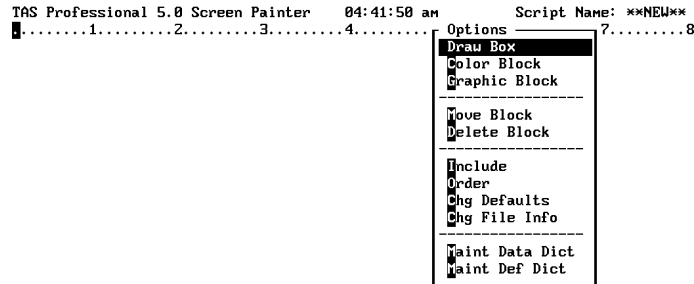 TAS Professional 5.0 Screen Painter 04:41:50 am Script Name: **NEW**
.........1.........2.........3.........4......... Options 7.........8
Draw Box
Color Block
Graphic Block
-----------------
Move Block
Delete Block
-----------------
Include
Order
Chg Defaults
Chg File Info
-----------------
Maint Data Dict
Maint Def Dict